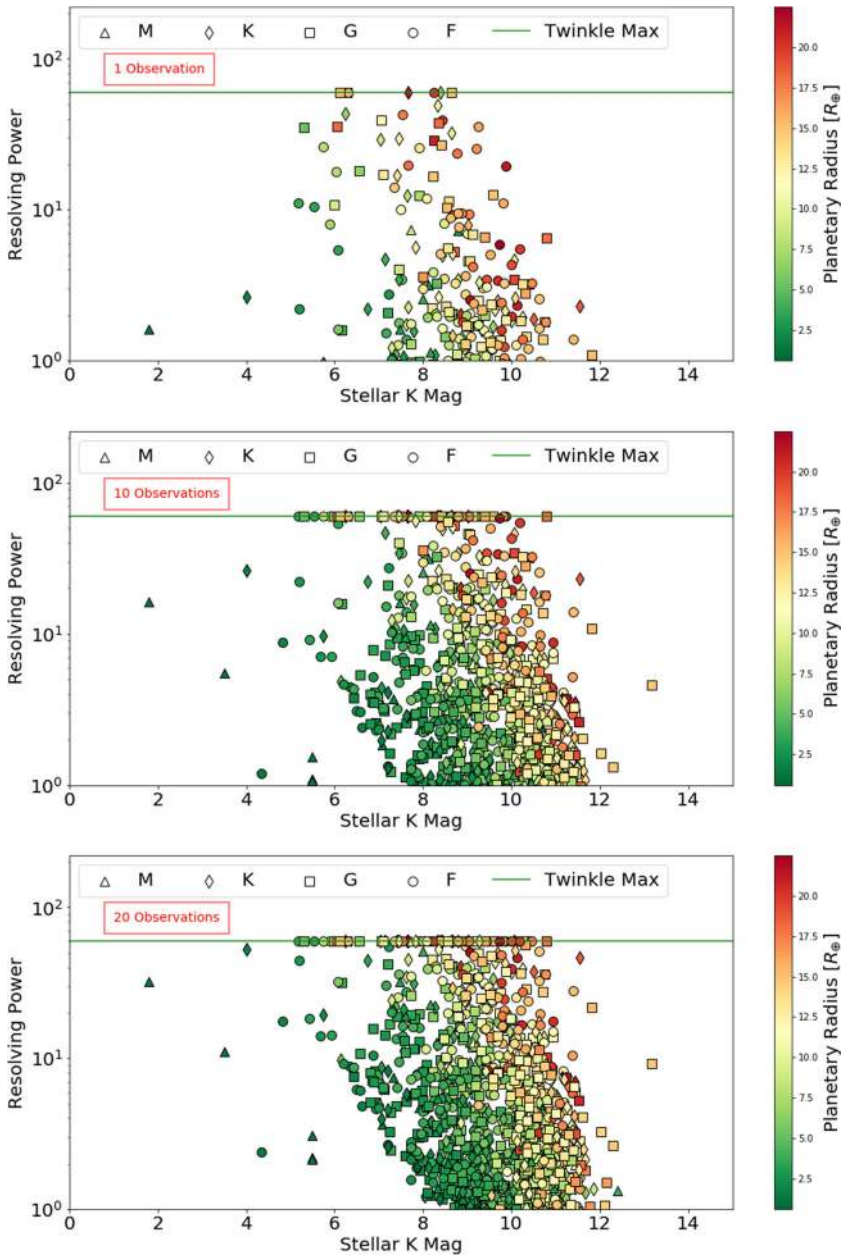 M K G F Twinkle Max
1 Observation
10²
10¹
10⁰
Resolving Power
0 2 4 6 8 10 12 14
Stellar K Mag
20.0
17.5
15.0
12.5
10.0
7.5
5.0
2.5
Planetary Radius [R⊕]
M K G F Twinkle Max
10 Observations
10²
10¹
10⁰
Resolving Power
0 2 4 6 8 10 12 14
Stellar K Mag
20.0
17.5
15.0
12.5
10.0
7.5
5.0
2.5
Planetary Radius [R⊕]
M K G F Twinkle Max
20 Observations
10²
10¹
10⁰
Resolving Power
0 2 4 6 8 10 12 14
Stellar K Mag
20.0
17.5
15.0
12.5
10.0
7.5
5.0
2.5
Planetary Radius [R⊕]